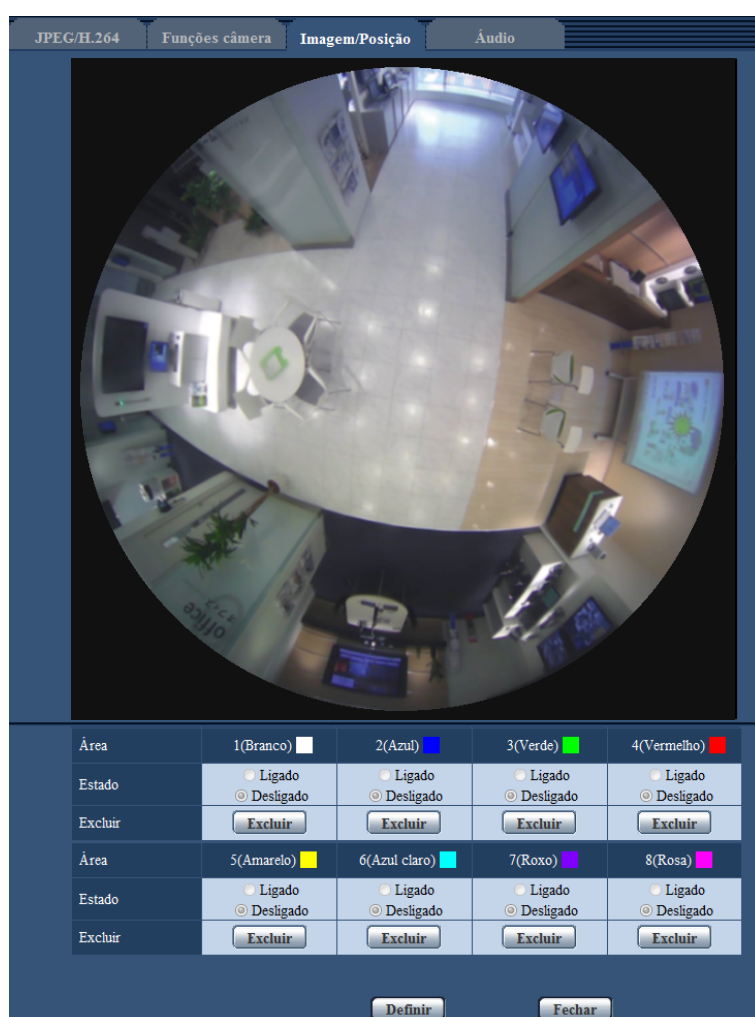 JPEG/H.264 Funções câmera Imagem/Posição Áudio
office
Área 1(Branco) 2(Azul) 3(Verde) 4(Vermelho)
Estado Ligado Ligado Ligado Ligado
Desligado Desligado Desligado Desligado
Excluir Excluir Excluir Excluir Excluir
Área 5(Amarelo) 6(Azul claro) 7(Roxo) 8(Rosa)
Estado Ligado Ligado Ligado Ligado
Desligado Desligado Desligado Desligado
Excluir Excluir Excluir Excluir Excluir
Definir Fechar